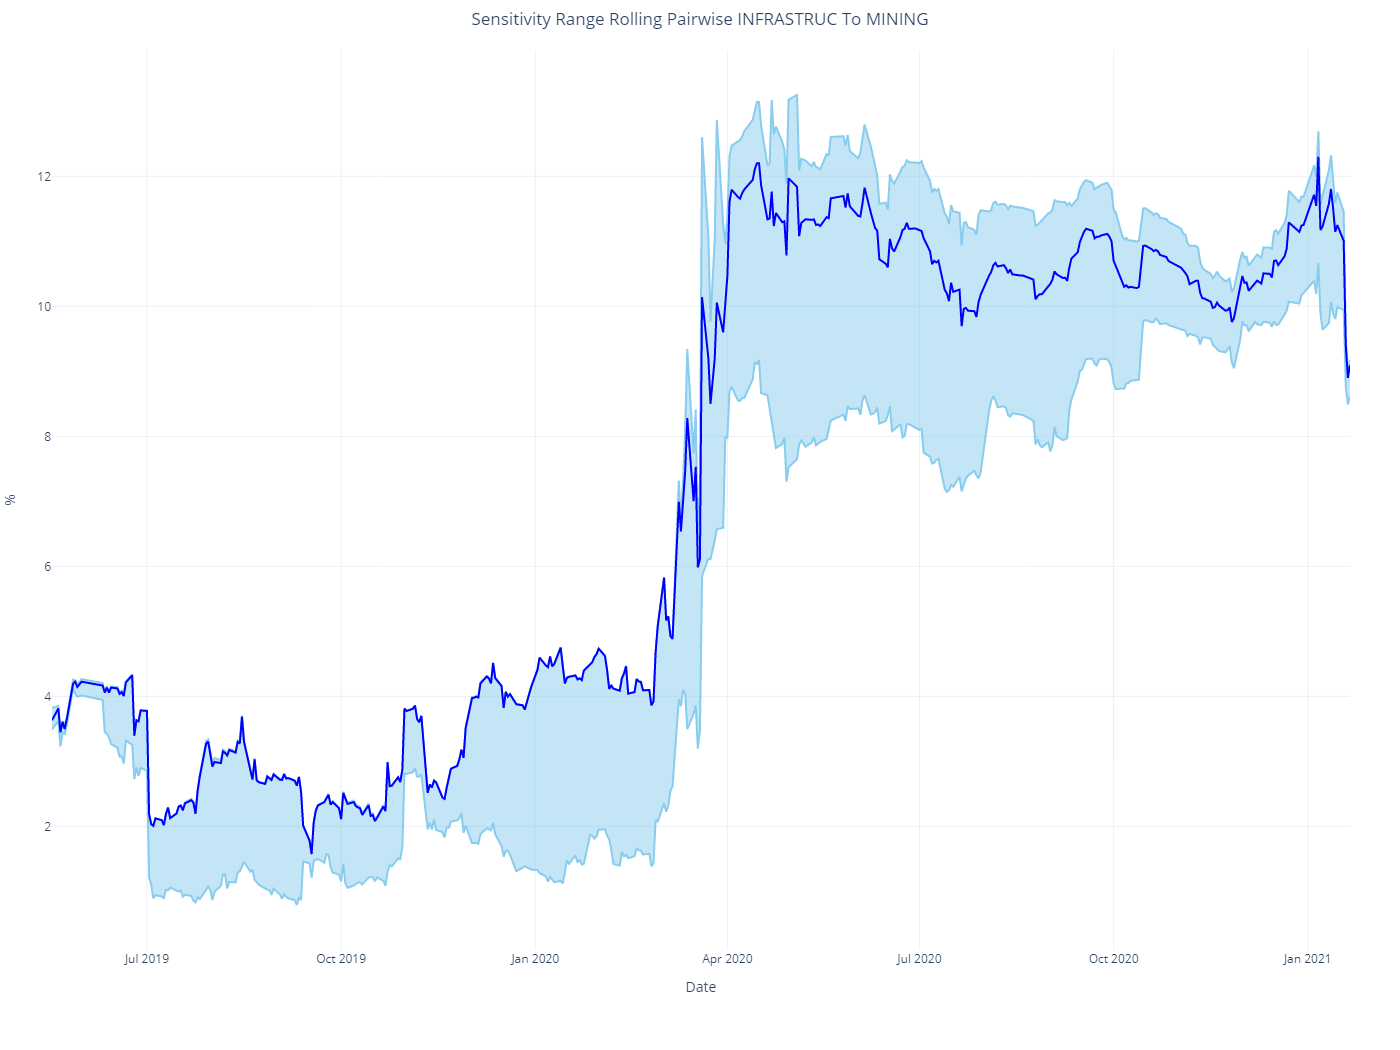 Sensitivity Range Rolling Pairwise INFRASTRUC To MINING
12
10
8
6
4
2
%
Jul 2019
Oct 2019
Jan 2020
Apr 2020
Jul 2020
Oct 2020
Jan 2021
Date